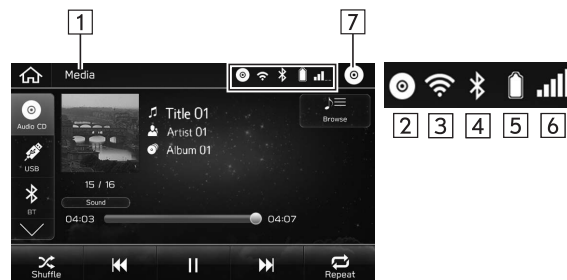 1
7
Media
Audio CD
Title 01
Artist 01
Album 01
Browse
USB
15 / 16
Sound
BT
04:03
04:07
Shuffle
Repeat
2 3 4 5 6